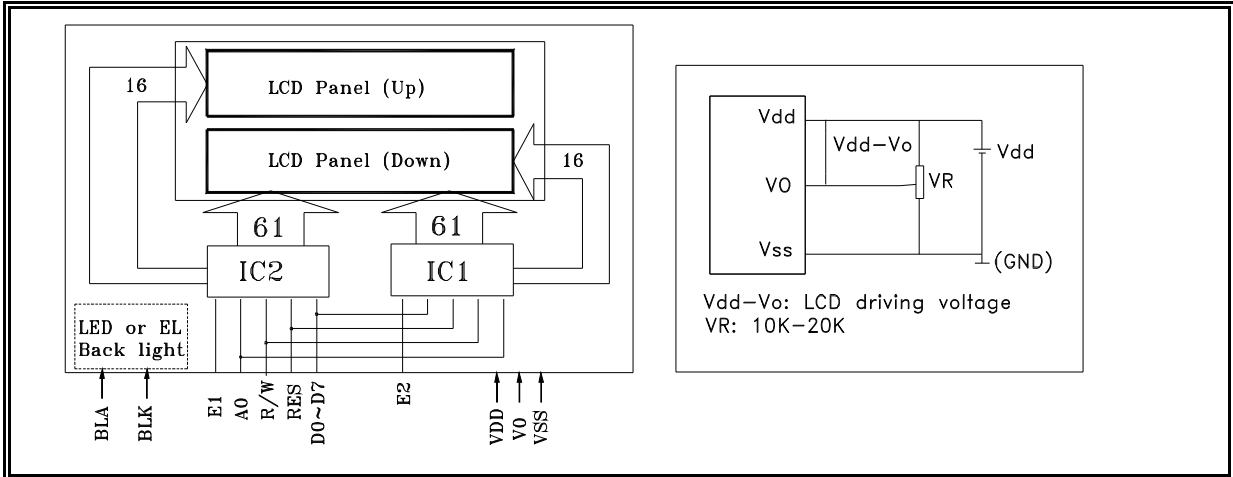 16
LCD Panel (Up)
LCD Panel (Down)
16
61
61
IC2
IC1
LED or EL
Back light
BLA
BLK
E1
A0
R/W
RES
D0~D7
E2
VDD
V0
VSS
Vdd
Vdd-Vo
Vdd
VO
VR
Vss
(GND)
Vdd-Vo: LCD driving voltage
VR: 10K-20K